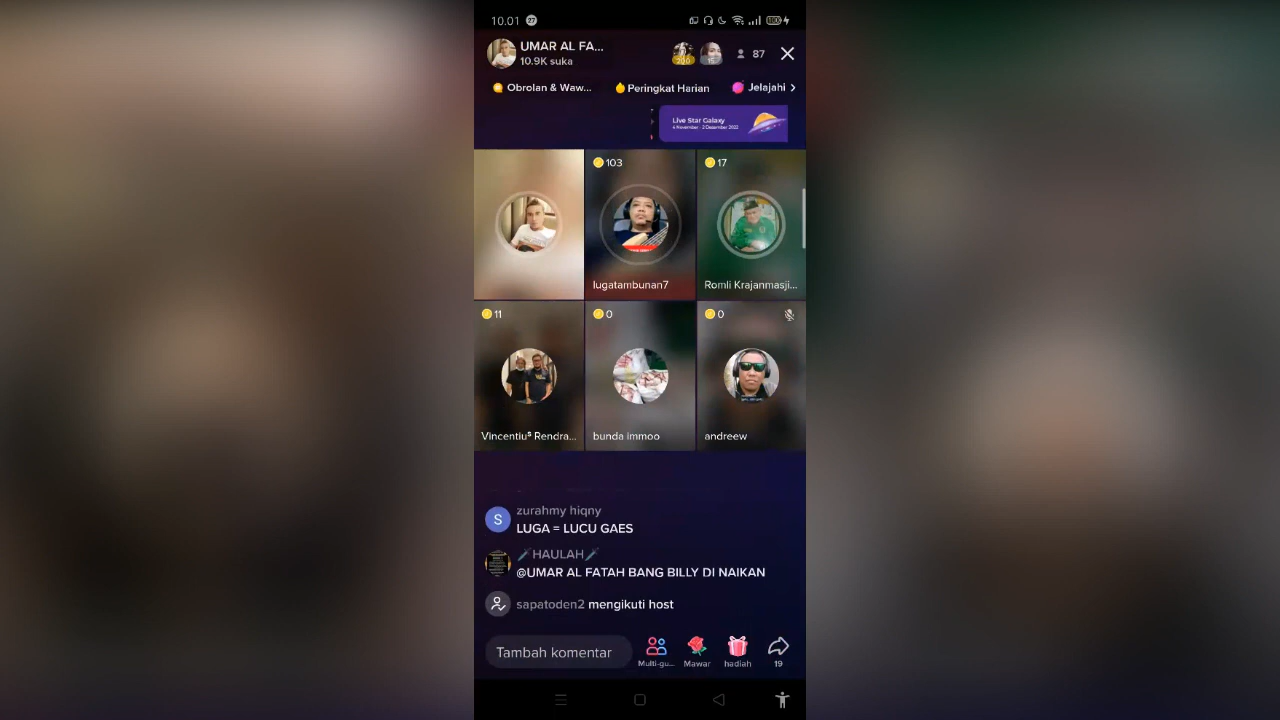 10.01 27
UMAR AL FA...
10.9K suka
87
Obrolan & Waw...
Peringkat Harian
Jelajahi
Live Star Galaxy
103
17
lugatambunan7
Romli Krajanmasji...
11
0
0
Vincentiuˢ Rendra...
bunda immoo
andreew
zurahmy hiqny
S
LUGA = LUCU GAES
HAULAH
@UMAR AL FATAH BANG BILLY DI NAIKAN
sapatoden2 mengikuti host
Tambah komentar
Multi-gu...
Mawar
hadiah
19